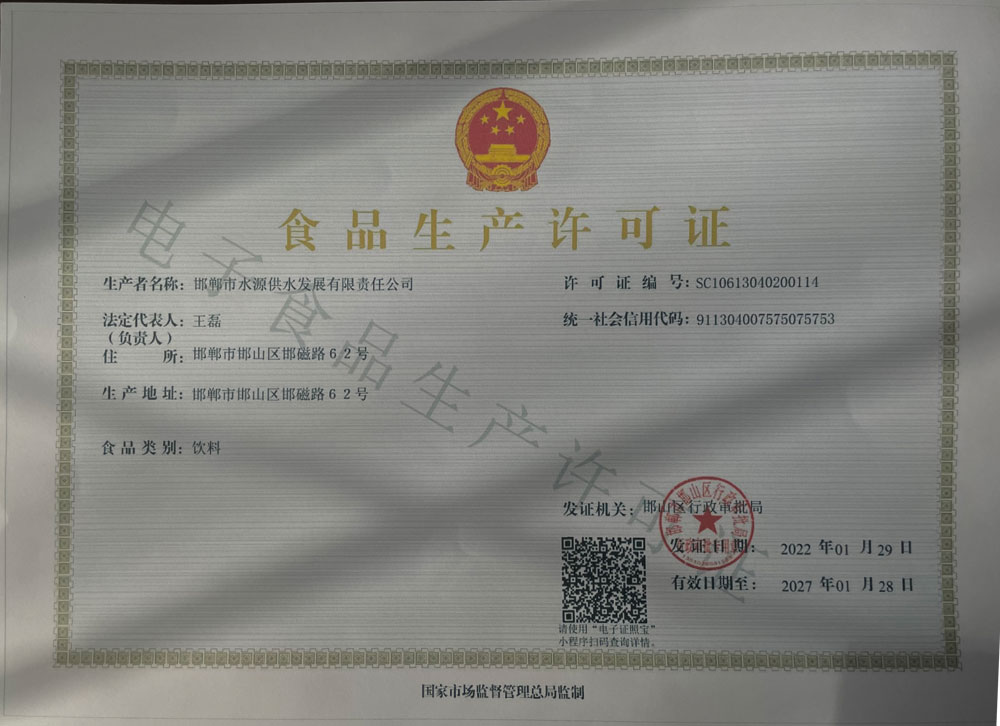 食品生产许可证
生产者名称：邯郸市水源供水发展有限责任公司
许可证编号：SC10613040200114
法定代表人：王磊
（负责人）
统一社会信用代码：911304007575075753
住所：邯郸市邯山区邯磁路６２号
生产地址：邯郸市邯山区邯磁路６２号
食品类别：饮料
电子食品生产许可证
发证机关：邯山区行政审批局
发证日期：2022 年01 月29 日
有效日期至：2027 年01 月28 日
请使用“电子证照宝”
小程序扫码查询详情。
国家市场监督管理总局监制